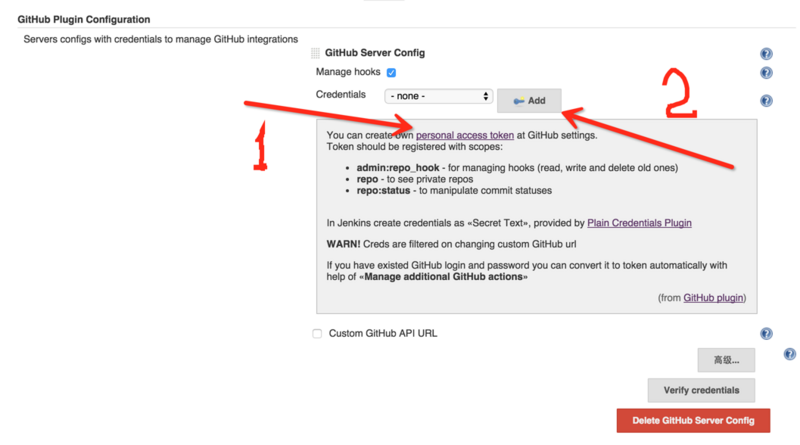 GitHub Plugin Configuration
Servers configs with credentials to manage GitHub integrations
GitHub Server Config
Manage hooks
Credentials
- none -
Add
1
2
You can create own personal access token at GitHub settings.
Token should be registered with scopes:
• admin:repo_hook - for managing hooks (read, write and delete old ones)
• repo - to see private repos
• repo:status - to manipulate commit statuses
In Jenkins create credentials as «Secret Text», provided by Plain Credentials Plugin
WARN! Creds are filtered on changing custom GitHub url
If you have existed GitHub login and password you can convert it to token automatically with
help of «Manage additional GitHub actions»
(from GitHub plugin)
Custom GitHub API URL
高级...
Verify credentials
Delete GitHub Server Config